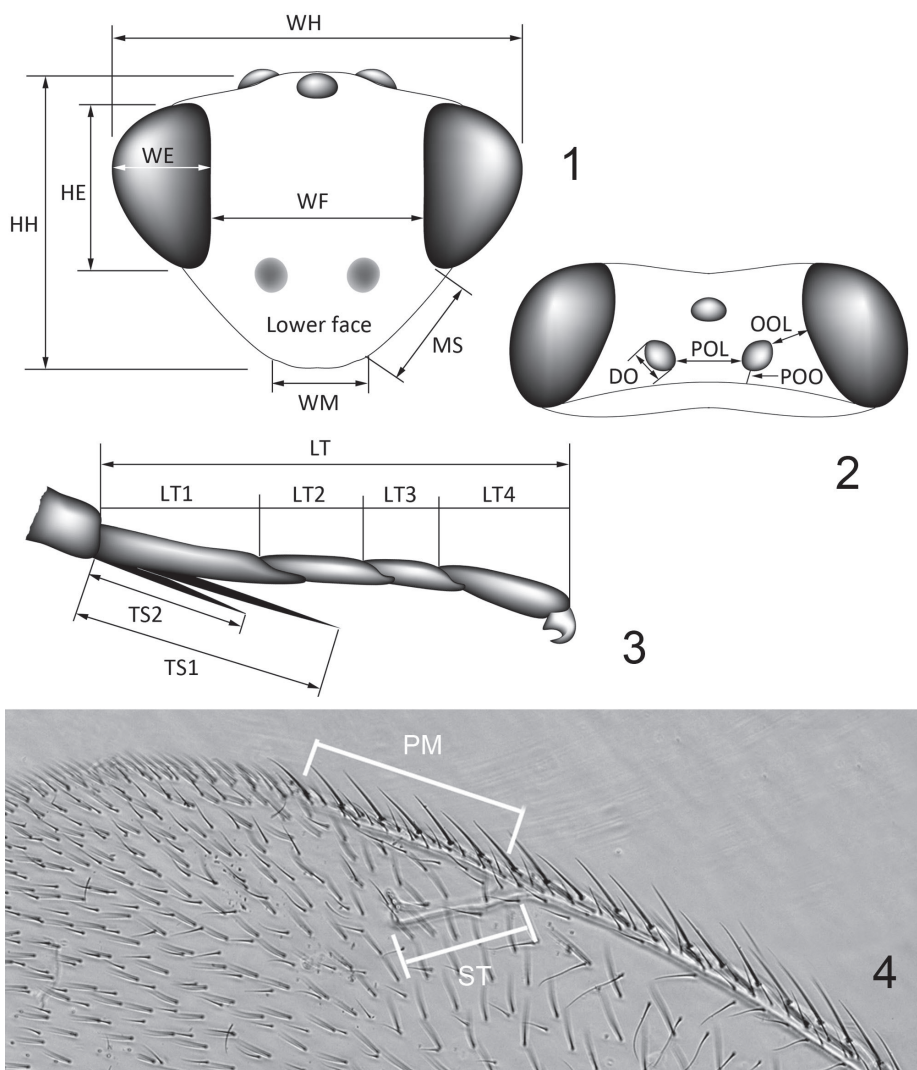 WH
WE
HE
WF
HH
1
Lower face
MS
WM
OOL
POL
DO
POO
2
LT
LT1 LT2 LT3 LT4
TS2
TS1
3
PM
ST
4